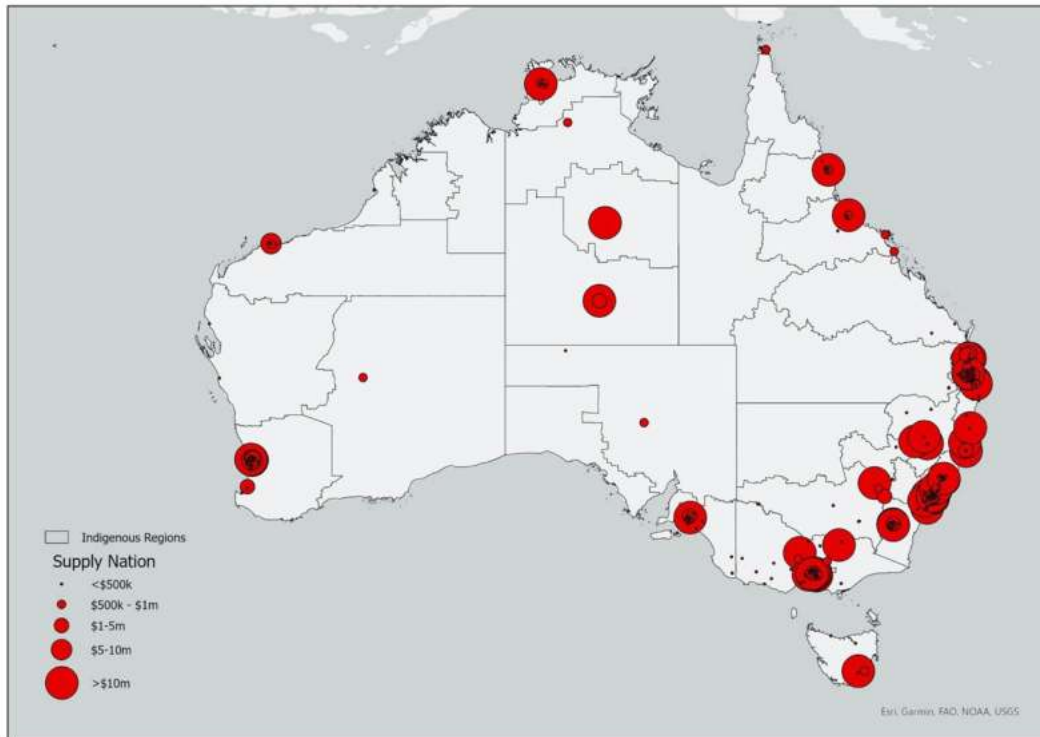 Indigenous Regions
Supply Nation
<$500k
$500k - $1m
$1-5m
$5-10m
>$10m
Esri, Garmin, FAO, NOAA, USGS